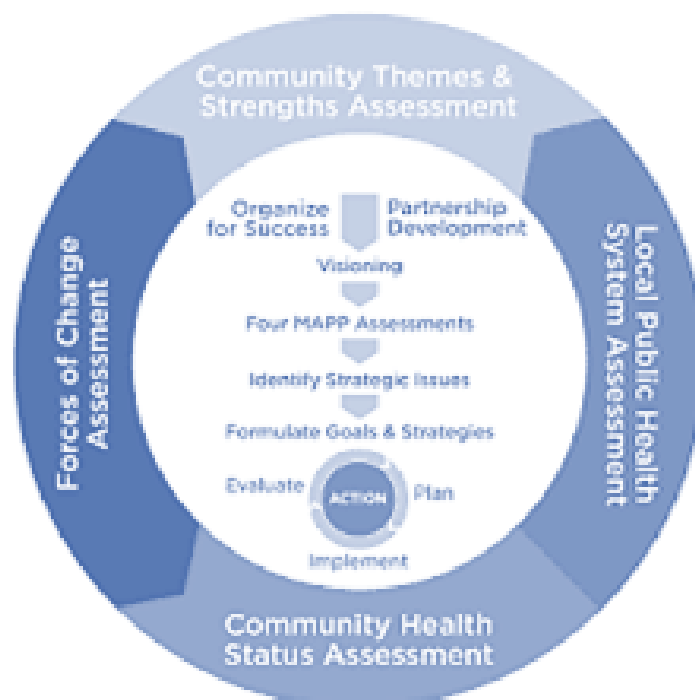 Community Themes &
Strengths Assessment
Organize
for Success
Partnership
Development
Visioning
Four MAPP Assessments
Identify Strategic Issues
Formulate Goals & Strategies
Evaluate
ACTION
Plan
Implement
Forces of Change
Assessment
Local Public Health
System Assessment
Community Health
Status Assessment